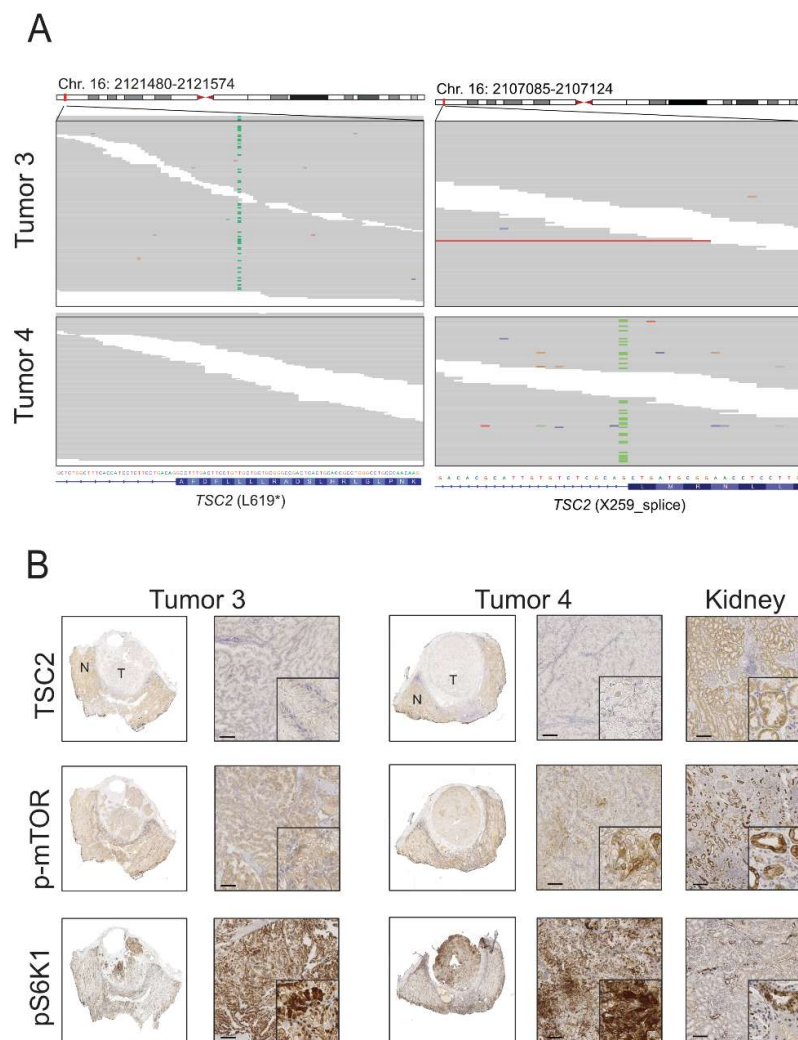 A
Chr. 16: 2121480-2121574
Chr. 16: 2107085-2107124
Tumor 3
Tumor 4
GACACGCATTGTGTCTCGCAGCTGATGCGGAACCTCCTT
A F D F L L L L R A D S L H R L G L P N K
L M R N L L
TSC2 (L619*)
TSC2 (X259_splice)
B
Tumor 3
Tumor 4
Kidney
TSC2
N
T
N
T
p-mTOR
pS6K1